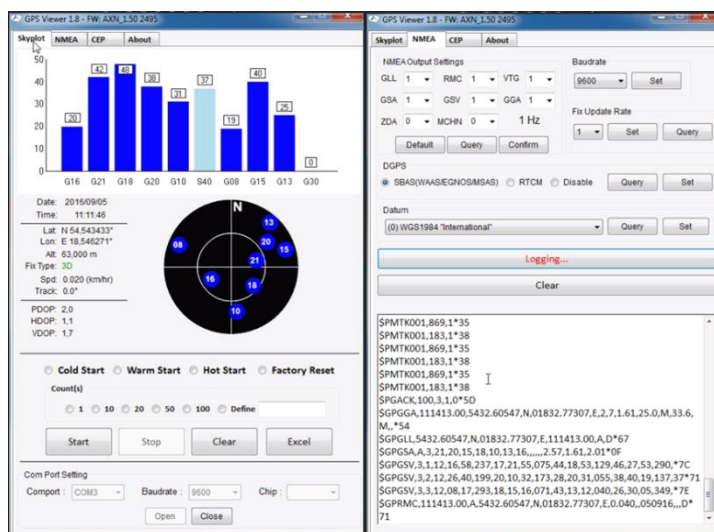 GPS Viewer 1.8 - FW: AXN_1.50 2495
Skyplot NMEA CEP About
50
40
30
20
10
0
20 42 48 38 31 37 19 40 25 0
G16 G21 G18 G20 G10 S40 G08 G15 G13 G30
Date: 2016/09/05
Time: 11:11:46
Lat: N 54,543433°
Lon: E 18,546271°
Alt: 63,000 m
Fix Type: 3D
Spd: 0.020 (km/hr)
Track: 0.0°
PDOP: 2,0
HDOP: 1,1
VDOP: 1,7
N
13
08 20 15
21
16 18
10
Cold Start Warm Start Hot Start Factory Reset
Count(s)
1 10 20 50 100 Define
Start Stop Clear Excel
Com Port Setting
Comport : COM3 Baudrate : 9600 Chip :
Open Close
GPS Viewer 1.8 - FW: AXN_1.50 2495
Skyplot NMEA CEP About
NMEA Output Settings
GLL 1 RMC 1 VTG 1
GSA 1 GSV 1 GGA 1
ZDA 0 MCHN 0 1 Hz
Default Query Confirm
Baudrate
9600 Set
Fix Update Rate
1 Set Query
DGPS
SBAS(WAAS/EGNOS/MSAS) RTCM Disable Query Set
Datum
(0) WGS1984 "International" Query Set
Logging...
Clear
$PMTK001,869,1*35
$PMTK001,183,1*38
$PMTK001,869,1*35
$PMTK001,183,1*38
$PMTK001,869,1*35
$PMTK001,183,1*38
$PGACK,100,3,1,0*5D
$GPGGA,111413.00,5432.60547,N,01832.77307,E,2,7,1.61,25.0,M,33.6,
M,,*54
$GPGLL,5432.60547,N,01832.77307,E,111413.00,A,D*67
$GPGSA,A,3,21,20,15,18,10,13,16,,,,,,2.57,1.61,2.01*0F
$GPGSV,3,1,12,16,58,237,17,21,55,075,44,18,53,129,46,27,53,290,*7C
$GPGSV,3,2,12,26,40,199,20,10,32,173,28,20,31,055,38,40,19,137,37*71
$GPGSV,3,3,12,08,17,293,18,15,16,071,43,13,12,040,26,30,05,349,*7E
$GPRMC,111413.00,A,5432.60547,N,01832.77307,E,0.040,,050916,,,D*
71